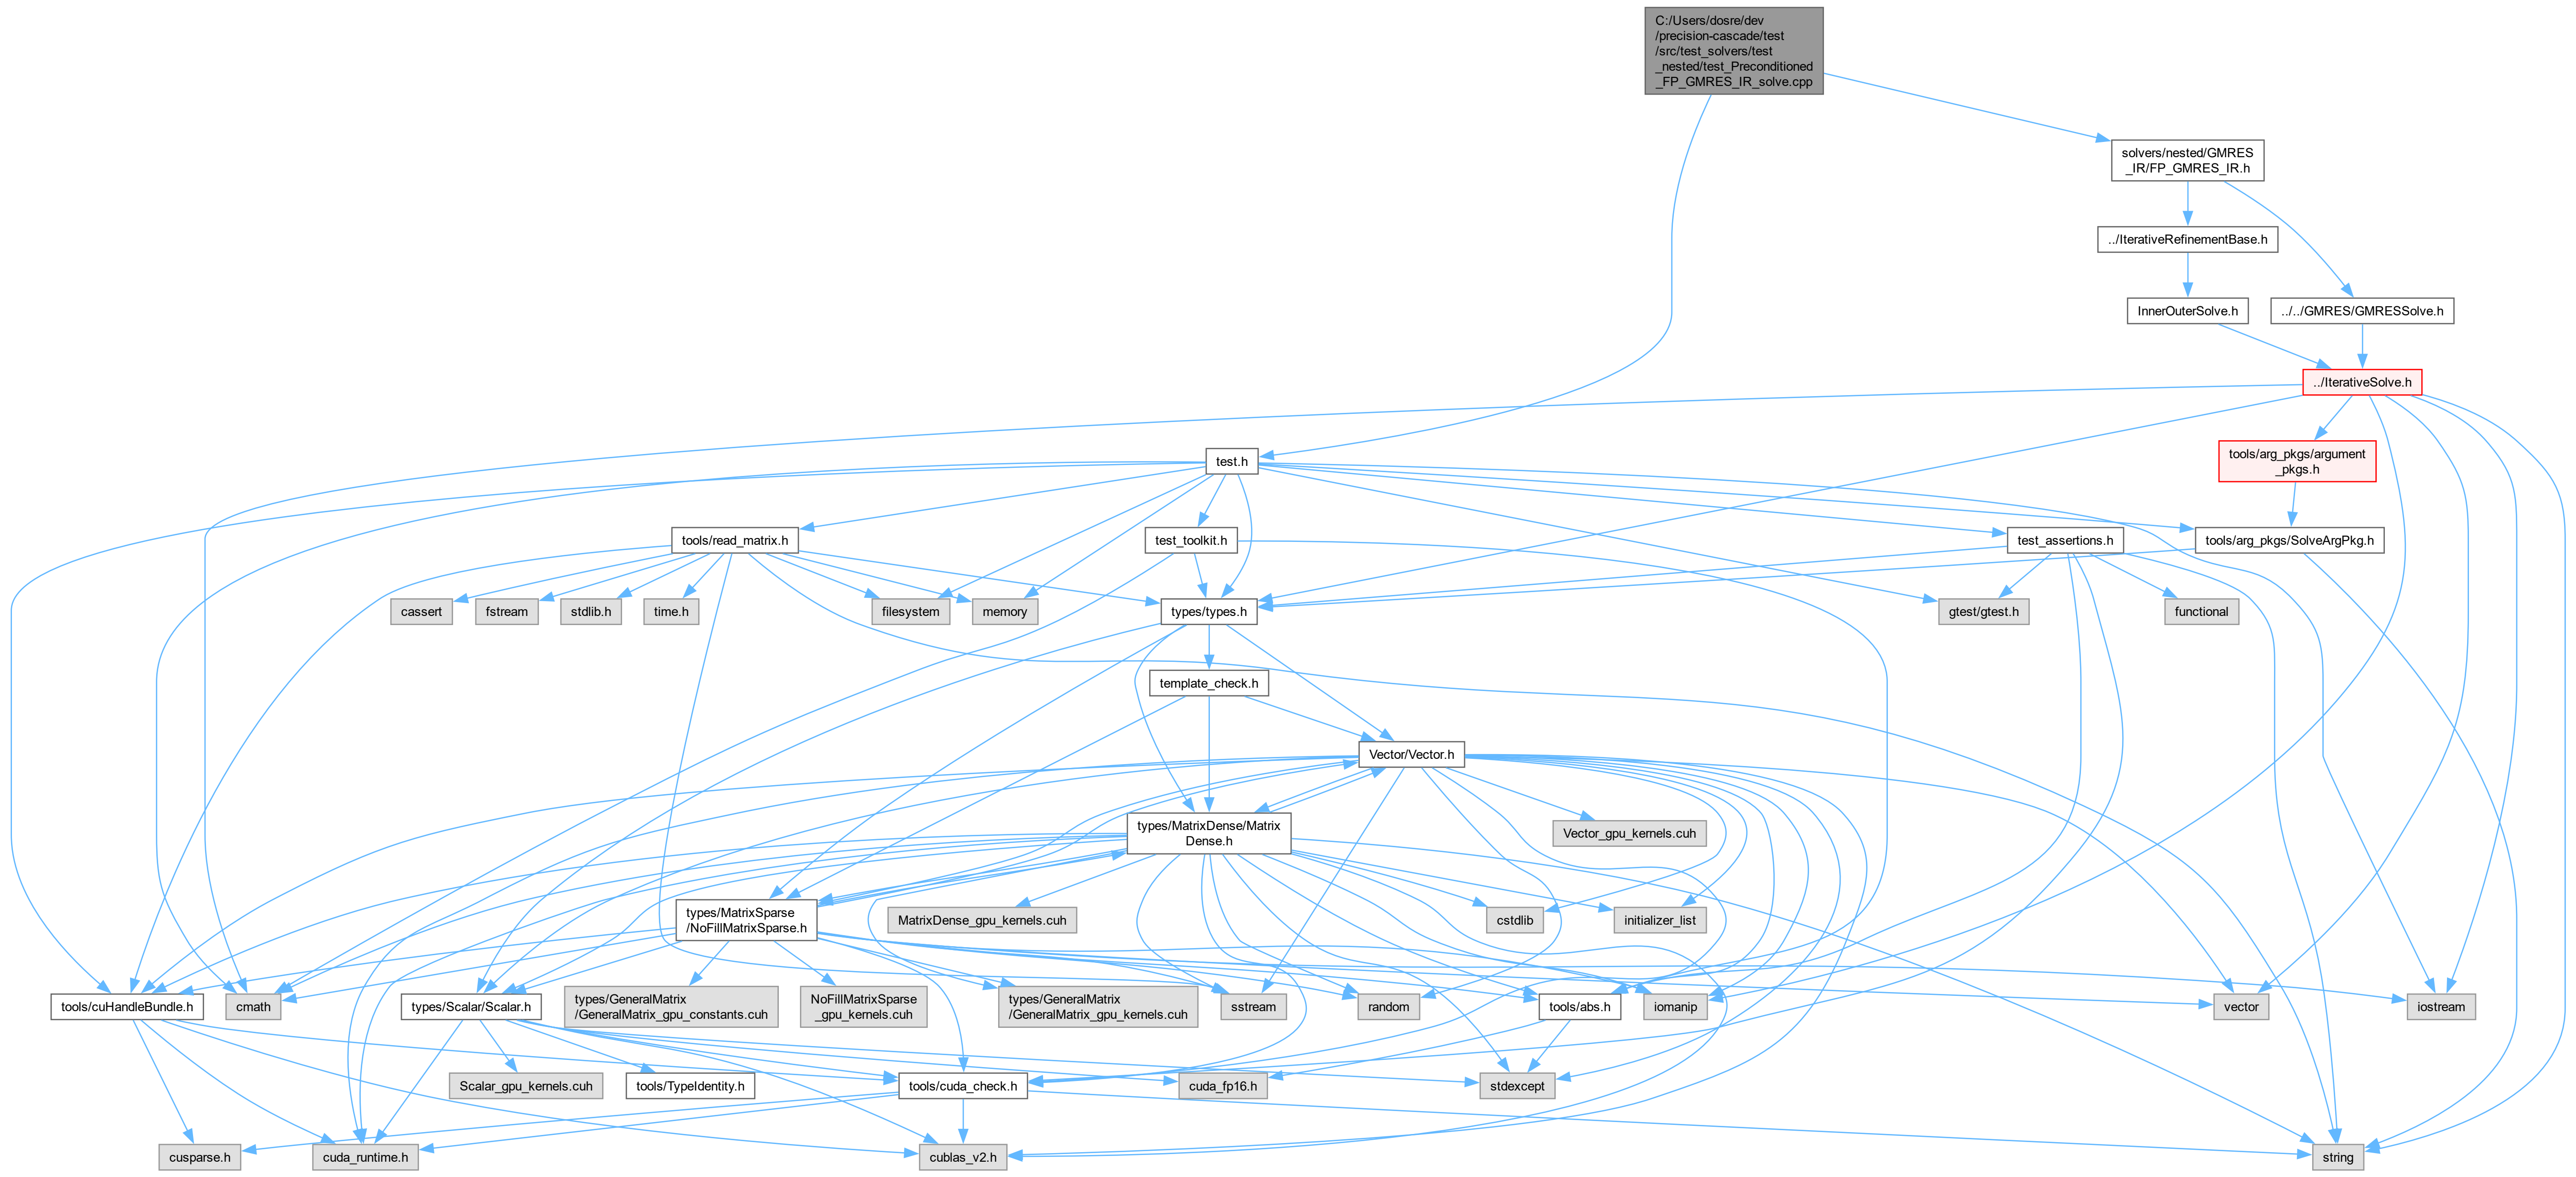 C:/Users/dosre/dev
/precision-cascade/test
/src/test_solvers/test
_nested/test_Preconditioned
_FP_GMRES_IR_solve.cpp
solvers/nested/GMRES
_IR/FP_GMRES_IR.h
../IterativeRefinementBase.h
InnerOuterSolve.h
../../GMRES/GMRESSolve.h
../IterativeSolve.h
test.h
tools/arg_pkgs/argument
_pkgs.h
tools/read_matrix.h
test_toolkit.h
test_assertions.h
tools/arg_pkgs/SolveArgPkg.h
cassert
fstream
stdlib.h
time.h
filesystem
memory
types/types.h
gtest/gtest.h
functional
template_check.h
Vector/Vector.h
types/MatrixDense/Matrix
Dense.h
Vector_gpu_kernels.cuh
types/MatrixSparse
/NoFillMatrixSparse.h
MatrixDense_gpu_kernels.cuh
cstdlib
initializer_list
tools/cuHandleBundle.h
cmath
types/Scalar/Scalar.h
types/GeneralMatrix
/GeneralMatrix_gpu_constants.cuh
NoFillMatrixSparse
_gpu_kernels.cuh
types/GeneralMatrix
/GeneralMatrix_gpu_kernels.cuh
sstream
random
tools/abs.h
iomanip
vector
iostream
Scalar_gpu_kernels.cuh
tools/TypeIdentity.h
tools/cuda_check.h
cuda_fp16.h
stdexcept
cusparse.h
cuda_runtime.h
cublas_v2.h
string